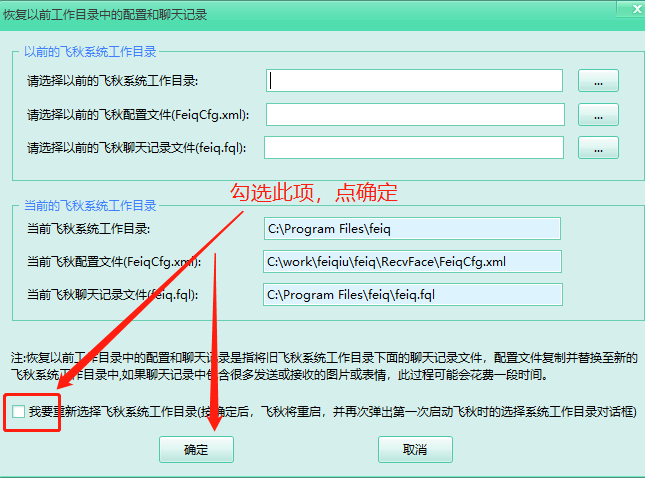 恢复以前工作目录中的配置和聊天记录
以前的飞秋系统工作目录
请选择以前的飞秋系统工作目录:
...
请选择以前的飞秋配置文件(FeiqCfg.xml):
...
请选择以前的飞秋聊天记录文件(feiq.fql):
...
勾选此项，点确定
当前的飞秋系统工作目录
当前飞秋系统工作目录:
C:\Program Files\feiq
当前飞秋配置文件(FeiqCfg.xml):
C:\work\feiqiu\feiq\RecvFace\FeiqCfg.xml
当前飞秋聊天记录文件(feiq.fql):
C:\Program Files\feiq\feiq.fql
注:恢复以前工作目录中的配置和聊天记录是指将旧飞秋系统工作目录下面的聊天记录文件，配置文件复制并替换至新的
飞秋系统工作目录中,如果聊天记录中包含很多发送或接收的图片或表情，此过程可能会花费一段时间。
我要重新选择飞秋系统工作目录(按确定后，飞秋将重启，并再次弹出第一次启动飞秋时的选择系统工作目录对话框)
确定
取消